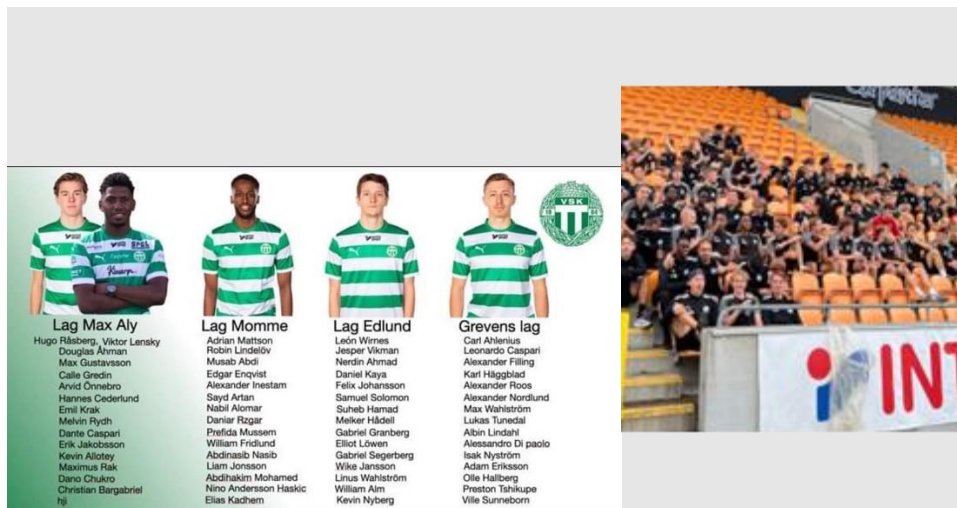 Carpenter
VSK
Lag Max Aly
Hugo Råsberg, Viktor Lensky
Douglas Åhman
Max Gustavsson
Calle Gredin
Arvid Önnebro
Hannes Cederlund
Emil Krak
Melvin Rydh
Dante Caspari
Erik Jakobsson
Kevin Allotey
Maximus Rak
Dano Chukro
Christian Bargabriel
hji
Lag Momme
Adrian Mattson
Robin Lindelöv
Musab Abdi
Edgar Enqvist
Alexander Inestam
Sayd Artan
Nabil Alomar
Daniar Rzgar
Prefida Mussem
William Fridlund
Abdinasib Nasib
Liam Jonsson
Abdihakim Mohamed
Nino Andersson Haskic
Elias Kadhem
Lag Edlund
León Wirnes
Jesper Vikman
Nerdin Ahmad
Daniel Kaya
Felix Johansson
Samuel Solomon
Suheb Hamad
Melker Hådell
Gabriel Granberg
Elliot Löwen
Gabriel Segerberg
Wike Jansson
Linus Wahlström
William Alm
Kevin Nyberg
Grevens lag
Carl Ahlenius
Leonardo Caspari
Alexander Filling
Karl Häggblad
Alexander Roos
Alexander Nordlund
Max Wahlström
Lukas Tunedal
Albin Lindahl
Alessandro Di paolo
Isak Nyström
Adam Eriksson
Olle Hallberg
Preston Tshikupe
Ville Sunneborn
INT